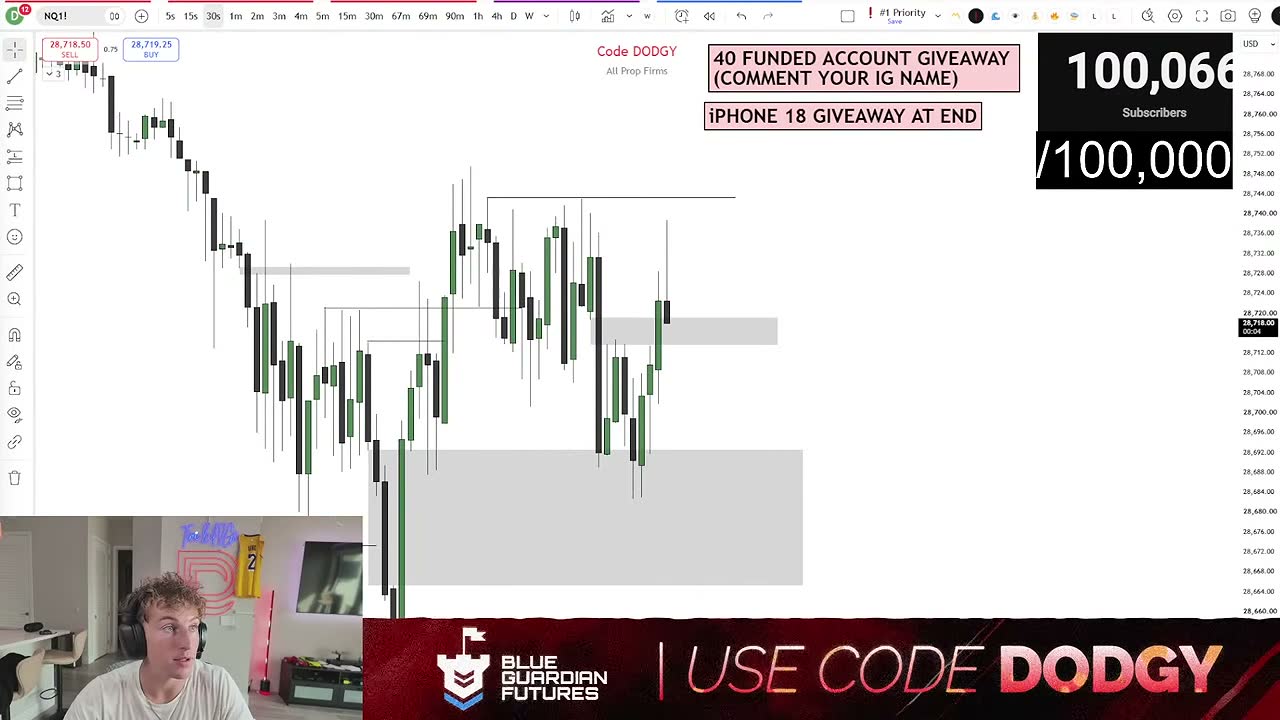 D 12 NQ1! 5s 15s 30s 1m 2m 3m 4m 5m 15m 30m 67m 69m 90m 1h 4h D W w #1 Priority L L
Save
28,718.50 0.75 28,719.25
SELL BUY
3
Code DODGY
All Prop Firms
40 FUNDED ACCOUNT GIVEAWAY
(COMMENT YOUR IG NAME)
iPHONE 18 GIVEAWAY AT END
100,066
Subscribers
/100,000
USD
28,768.00
28,764.00
28,760.00
28,756.00
28,752.00
28,748.00
28,744.00
28,740.00
28,736.00
28,732.00
28,728.00
28,724.00
28,720.00
28,718.00
00:04
28,712.00
28,708.00
28,704.00
28,700.00
28,696.00
28,692.00
28,688.00
28,684.00
28,680.00
28,676.00
28,672.00
28,668.00
28,664.00
28,660.00
BLUE
GUARDIAN
FUTURES
USE CODE DODGY